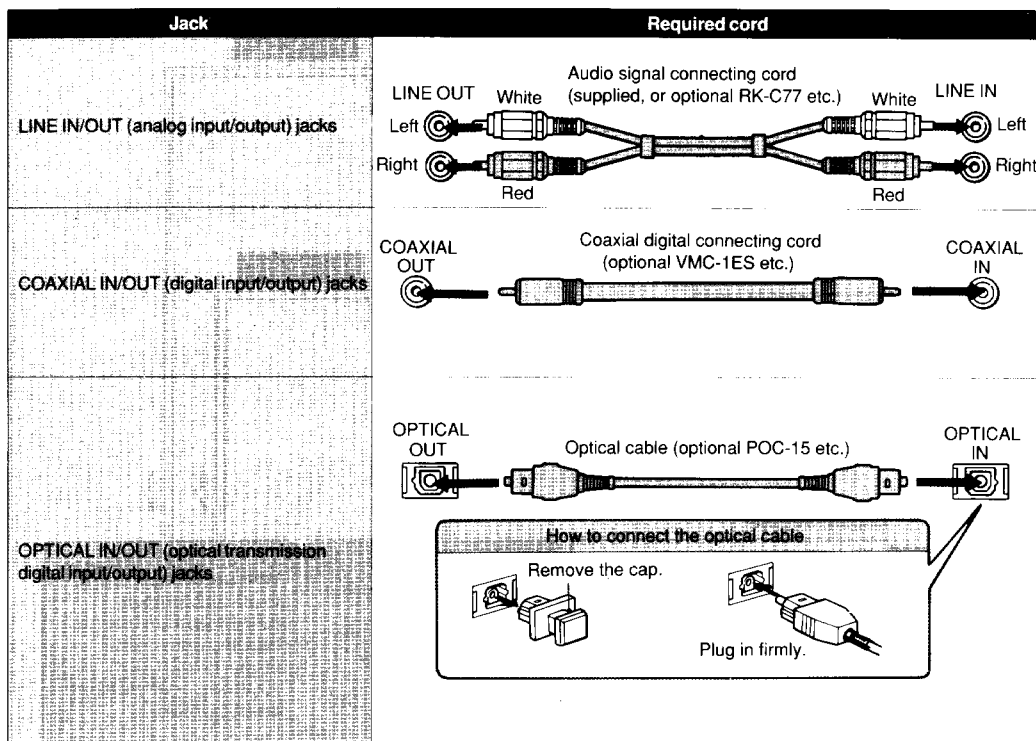 Jack
Required cord
LINE IN/OUT (analog input/output) jacks
Audio signal connecting cord
(supplied, or optional RK-C77 etc.)
LINE OUT
White
White
LINE IN
Left
Left
Right
Right
Red
Red
COAXIAL IN/OUT (digital input/output) jacks
COAXIAL
OUT
Coaxial digital connecting cord
(optional VMC-1ES etc.)
COAXIAL
IN
OPTICAL IN/OUT (optical transmission
digital input/output) jacks
OPTICAL
OUT
Optical cable (optional POC-15 etc.)
OPTICAL
IN
How to connect the optical cable
Remove the cap.
Plug in firmly.